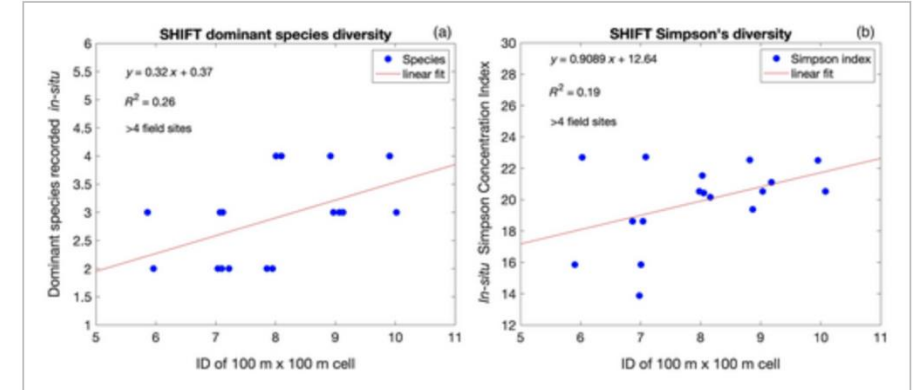 SHIFT dominant species diversity (a)
6
5.5
5
4.5
4
3.5
3
2.5
2
1.5
1
Dominant species recorded in-situ
y = 0.32 x + 0.37
R² = 0.26
>4 field sites
Species
linear fit
5 6 7 8 9 10 11
ID of 100 m x 100 m cell
SHIFT Simpson's diversity (b)
30
28
26
24
22
20
18
16
14
12
In-situ Simpson Concentration Index
y = 0.9089 x + 12.64
R² = 0.19
>4 field sites
Simpson index
linear fit
5 6 7 8 9 10 11
ID of 100 m x 100 m cell